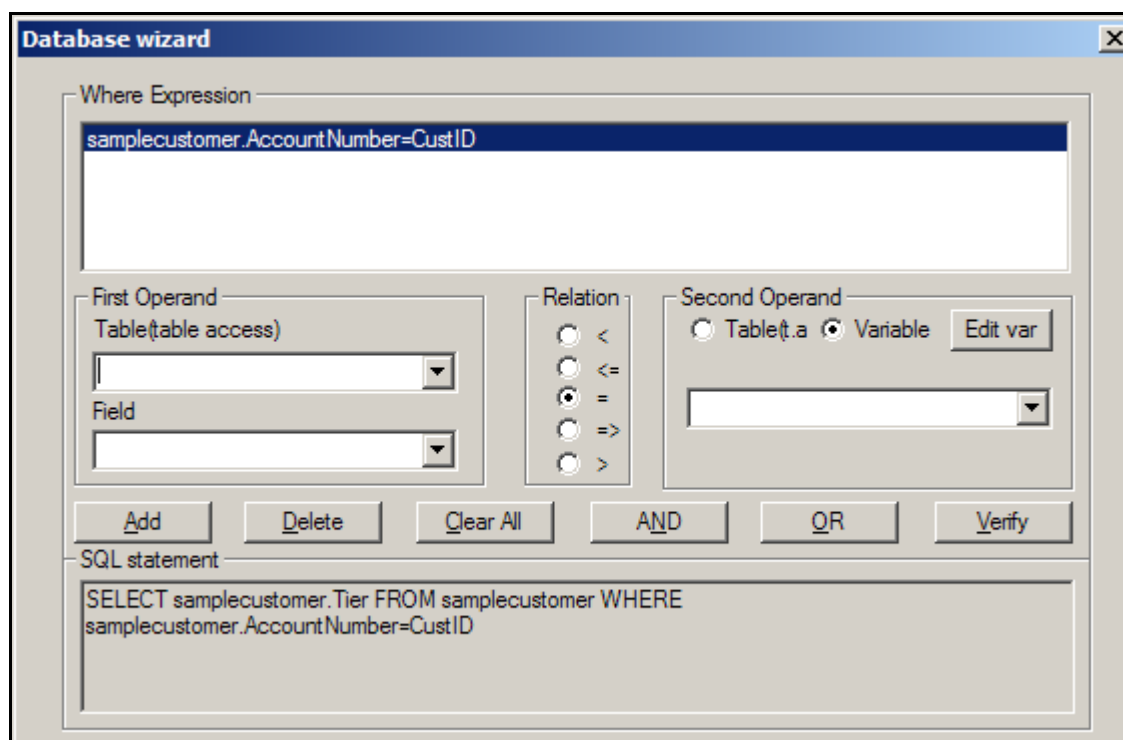 Database wizard
Where Expression
samplecustomer.AccountNumber=CustID
First Operand
Table(table access)
Field
Relation
<
<=
=
=>
>
Second Operand
Table(t.a
Variable
Edit var
Add
Delete
Clear All
AND
OR
Verify
SQL statement
SELECT samplecustomer.Tier FROM samplecustomer WHERE
samplecustomer.AccountNumber=CustID